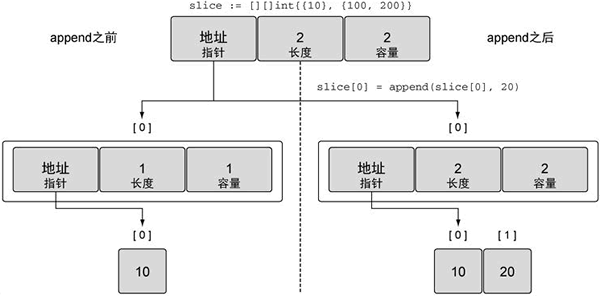 slice := [][]int{{10}, {100, 200}}
append之前
地址 2 2
指针 长度 容量
append之后
slice[0] = append(slice[0], 20)
[0]
[0]
地址 1 1
指针 长度 容量
地址 2 2
指针 长度 容量
[0]
[0] [1]
10
10 20